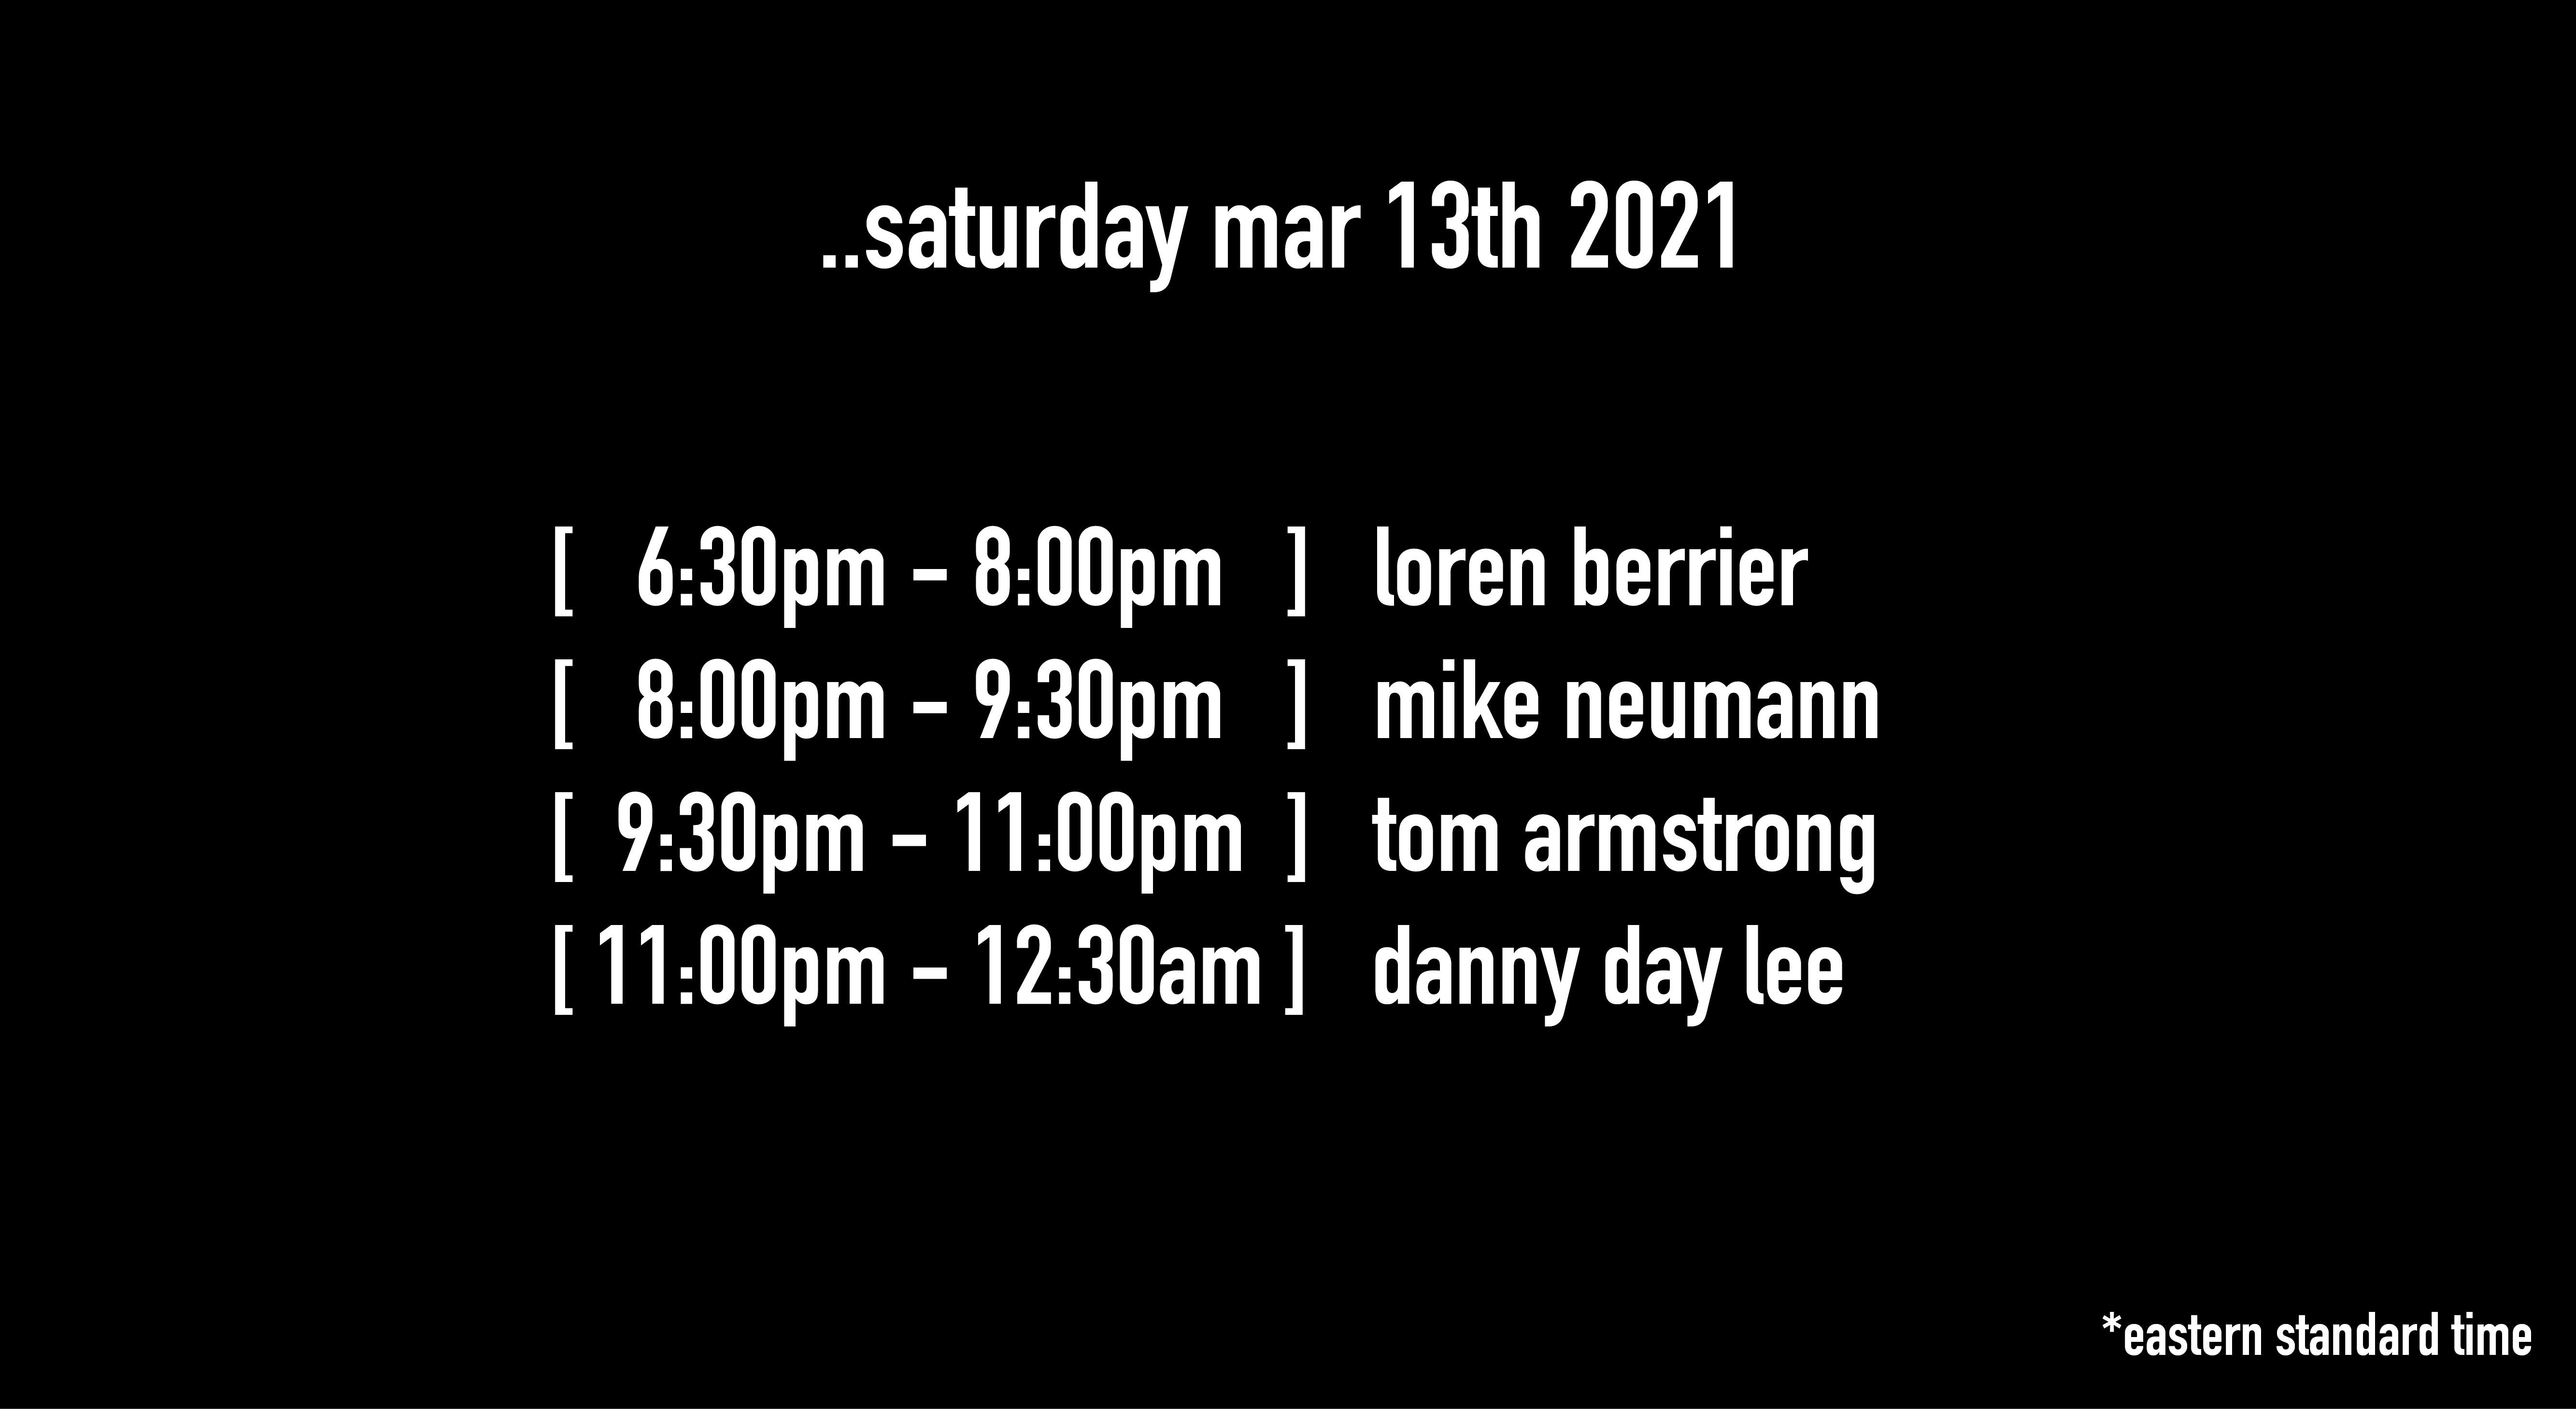 ..saturday mar 13th 2021
[ 6:30pm – 8:00pm ] loren berrier
[ 8:00pm – 9:30pm ] mike neumann
[ 9:30pm – 11:00pm ] tom armstrong
[ 11:00pm – 12:30am ] danny day lee
*eastern standard time